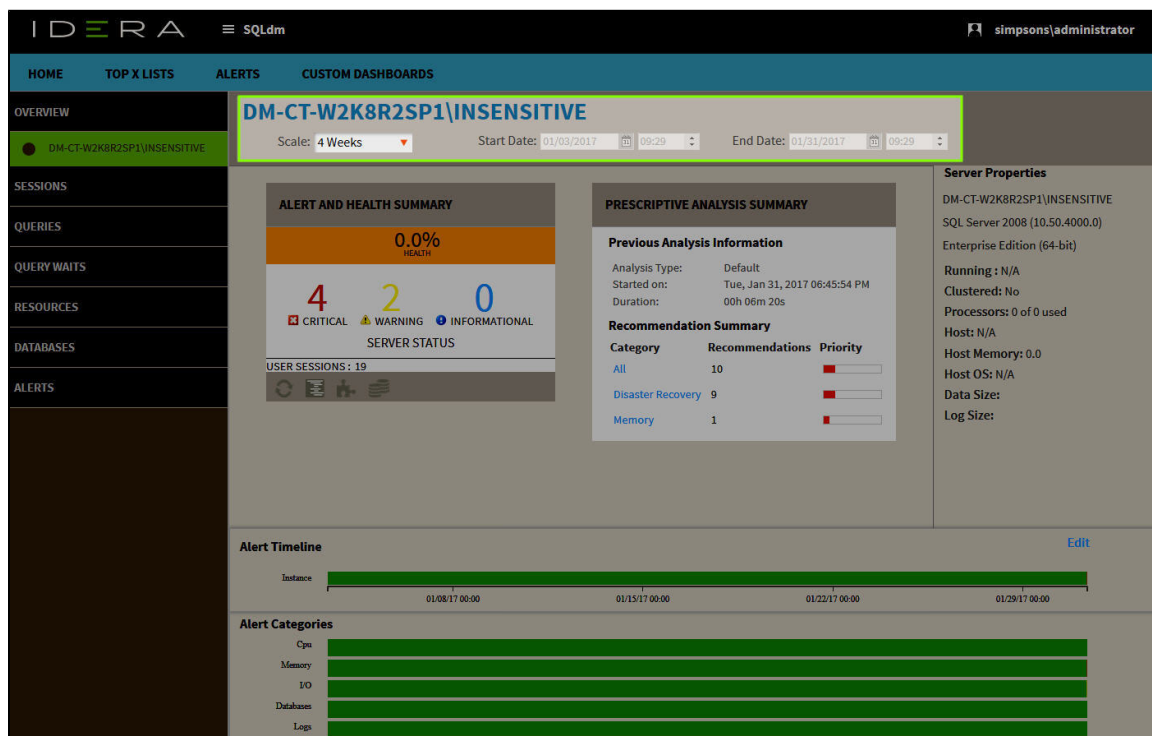 IDERA SQLdm simpsons\administrator
HOME TOP X LISTS ALERTS CUSTOM DASHBOARDS
OVERVIEW
DM-CT-W2K8R2SP1\INSENSITIVE
SESSIONS
QUERIES
QUERY WAITS
RESOURCES
DATABASES
ALERTS
DM-CT-W2K8R2SP1\INSENSITIVE
Scale: 4 Weeks Start Date: 01/03/2017 09:29 End Date: 01/31/2017 09:29
ALERT AND HEALTH SUMMARY
0.0%
HEALTH
4 2 0
CRITICAL WARNING INFORMATIONAL
SERVER STATUS
USER SESSIONS : 19
PRESCRIPTIVE ANALYSIS SUMMARY
Previous Analysis Information
Analysis Type: Default
Started on: Tue, Jan 31, 2017 06:45:54 PM
Duration: 00h 06m 20s
Recommendation Summary
Category Recommendations Priority
All 10
Disaster Recovery 9
Memory 1
Server Properties
DM-CT-W2K8R2SP1\INSENSITIVE
SQL Server 2008 (10.50.4000.0)
Enterprise Edition (64-bit)
Running : N/A
Clustered: No
Processors: 0 of 0 used
Host: N/A
Host Memory: 0.0
Host OS: N/A
Data Size:
Log Size:
Alert Timeline Edit
Instance
01/08/17 00:00 01/15/17 00:00 01/22/17 00:00 01/29/17 00:00
Alert Categories
Cpu
Memory
I/O
Databases
Logs